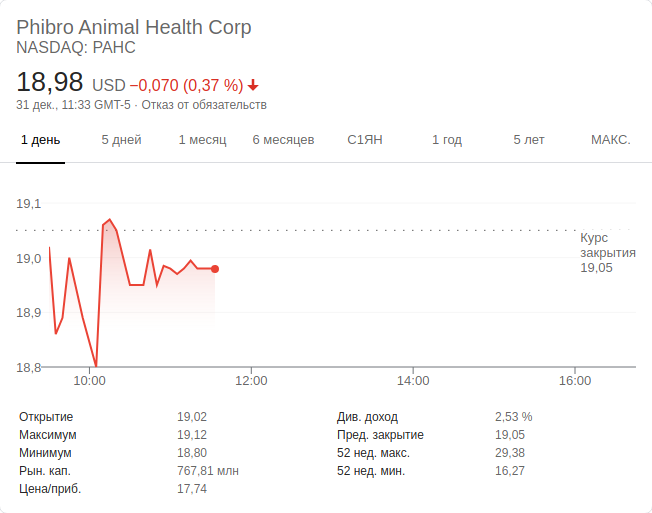 Phibro Animal Health Corp
NASDAQ: PAHC
18,98 USD −0,070 (0,37 %)
31 дек., 11:33 GMT-5 · Отказ от обязательств
1 день 5 дней 1 месяц 6 месяцев С1ЯН 1 год 5 лет МАКС.
19,1
19,0
18,9
18,8
Курс
закрытия
19,05
10:00 12:00 14:00 16:00
Открытие 19,02 Див. доход 2,53 %
Максимум 19,12 Пред. закрытие 19,05
Минимум 18,80 52 нед. макс. 29,38
Рын. кап. 767,81 млн 52 нед. мин. 16,27
Цена/приб. 17,74